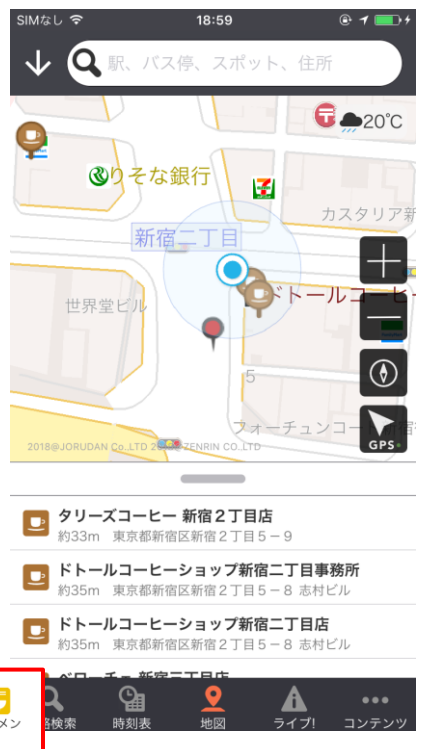 SIMなし 18:59
駅、バス停、スポット、住所
20℃
りそな銀行
カスタリア新
新宿二丁目
ドトールコーヒー
世界堂ビル
5
フォーチュンコート新宿
GPS
2018@JORUDAN Co.,LTD 2 ZENRIN CO.,LTD
タリーズコーヒー 新宿2丁目店
約33m 東京都新宿区新宿2丁目5−9
ドトールコーヒーショップ新宿二丁目事務所
約35m 東京都新宿区新宿2丁目5−8 志村ビル
ドトールコーヒーショップ新宿二丁目店
約35m 東京都新宿区新宿2丁目5−8 志村ビル
メン 路検索 時刻表 地図 ライブ! コンテンツ